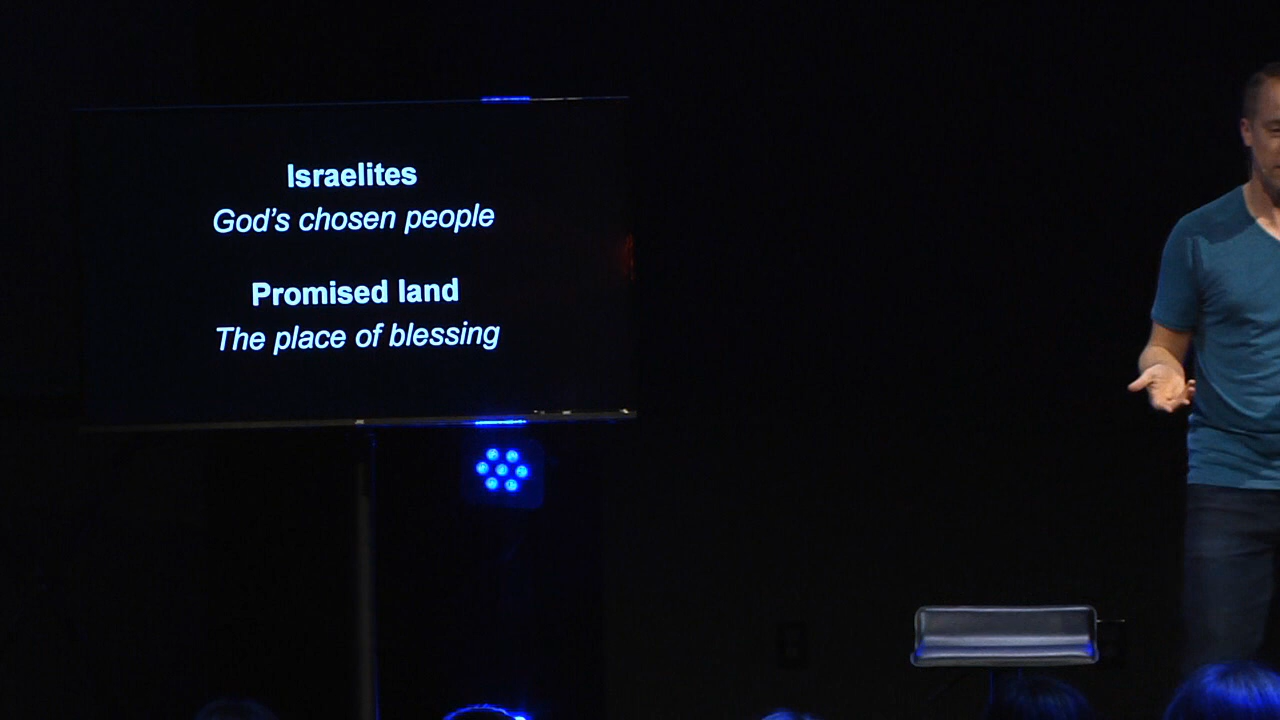 Israelites
God's chosen people
Promised land
The place of blessing